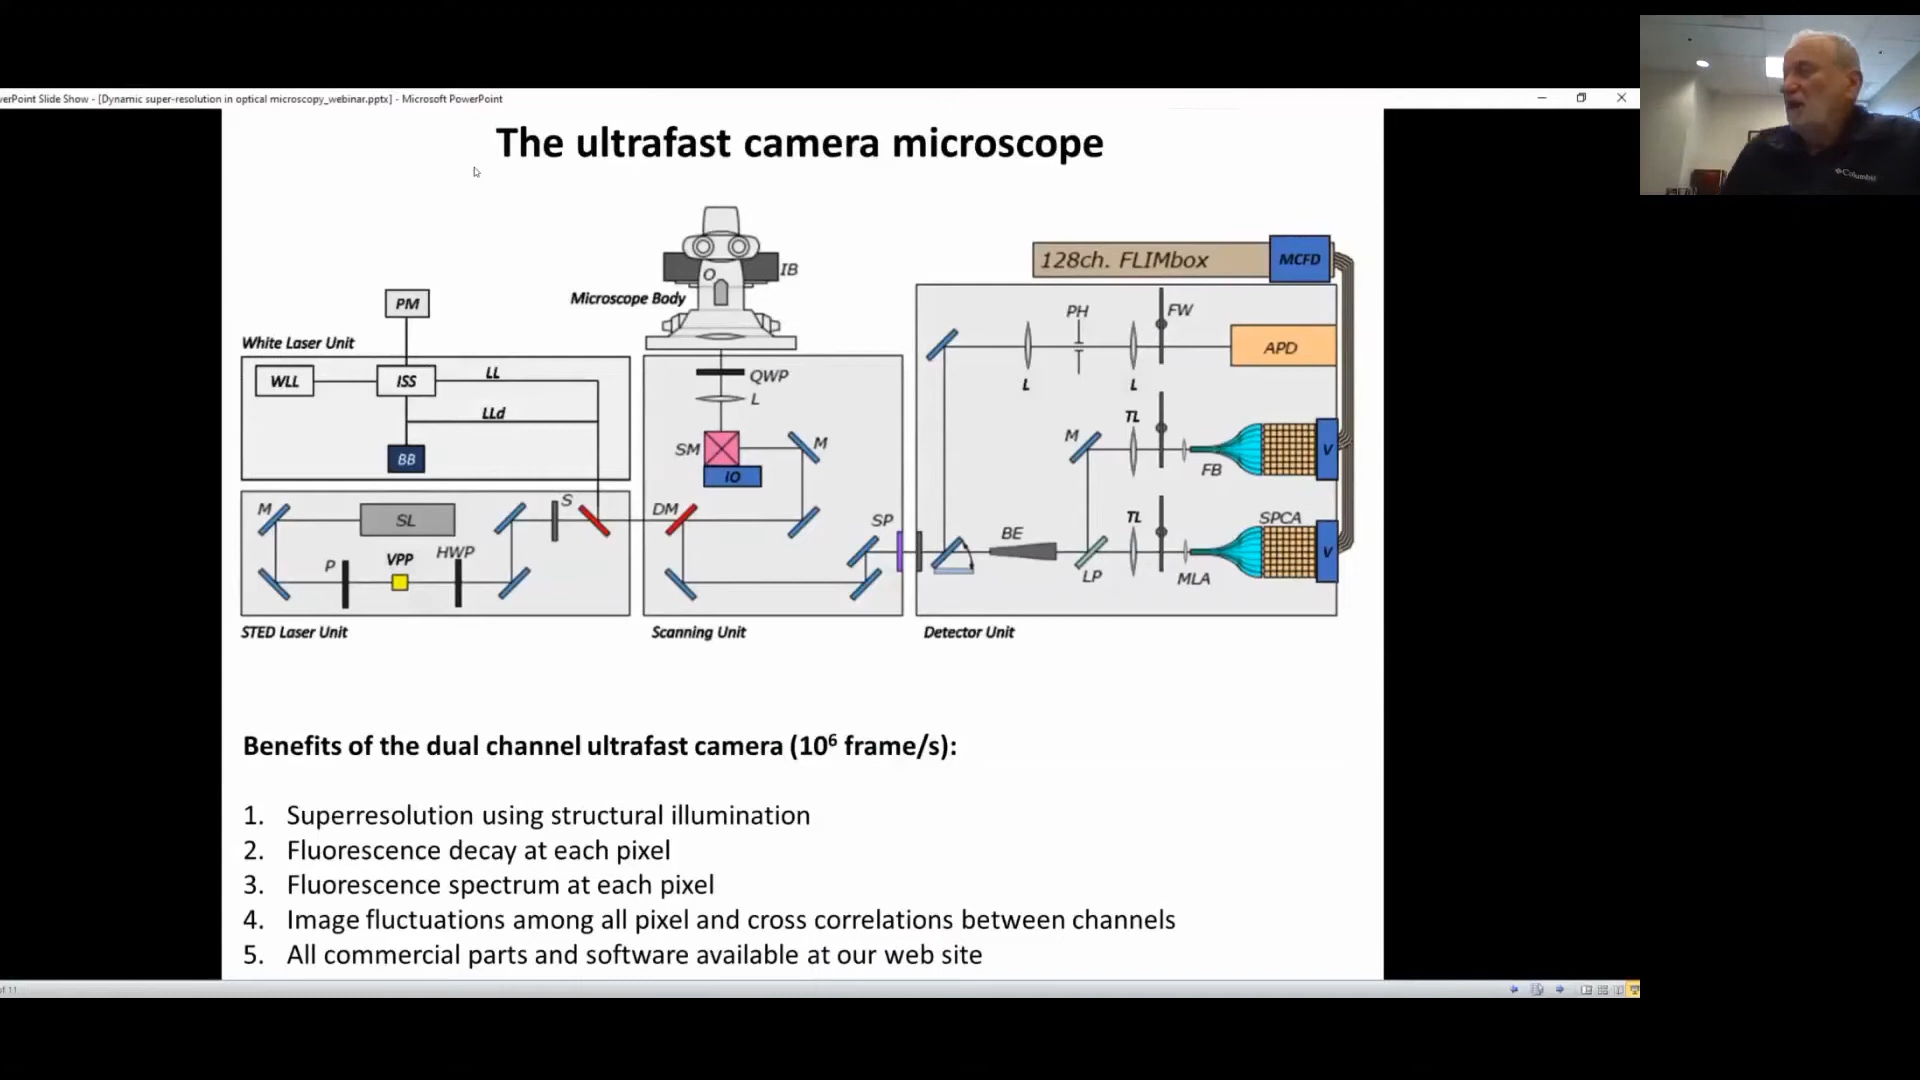 PowerPoint Slide Show - [Dynamic super-resolution in optical microscopy_webinar.pptx] - Microsoft PowerPoint
The ultrafast camera microscope
128ch. FLIMbox
MCFD
IB
O
Microscope Body
PM
White Laser Unit
WLL
ISS
LL
LLd
BB
QWP
L
SM
M
IO
PH
FW
APD
L
L
TL
M
FB
V
M
SL
S
DM
SP
BE
TL
SPCA
V
P
VPP
HWP
LP
MLA
STED Laser Unit
Scanning Unit
Detector Unit
Benefits of the dual channel ultrafast camera (10⁶ frame/s):
1. Superresolution using structural illumination
2. Fluorescence decay at each pixel
3. Fluorescence spectrum at each pixel
4. Image fluctuations among all pixel and cross correlations between channels
5. All commercial parts and software available at our web site
of 11
Columbia